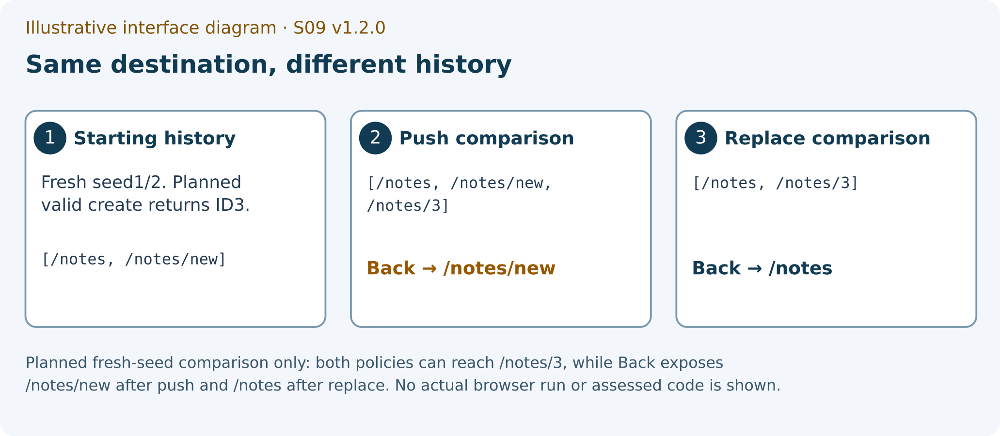 Illustrative interface diagram · S09 v1.2.0
Same destination, different history
1 Starting history
Fresh seed1/2. Planned
valid create returns ID3.
[/notes, /notes/new]
2 Push comparison
[/notes, /notes/new,
/notes/3]
Back → /notes/new
3 Replace comparison
[/notes, /notes/3]
Back → /notes
Planned fresh-seed comparison only: both policies can reach /notes/3, while Back exposes
/notes/new after push and /notes after replace. No actual browser run or assessed code is shown.